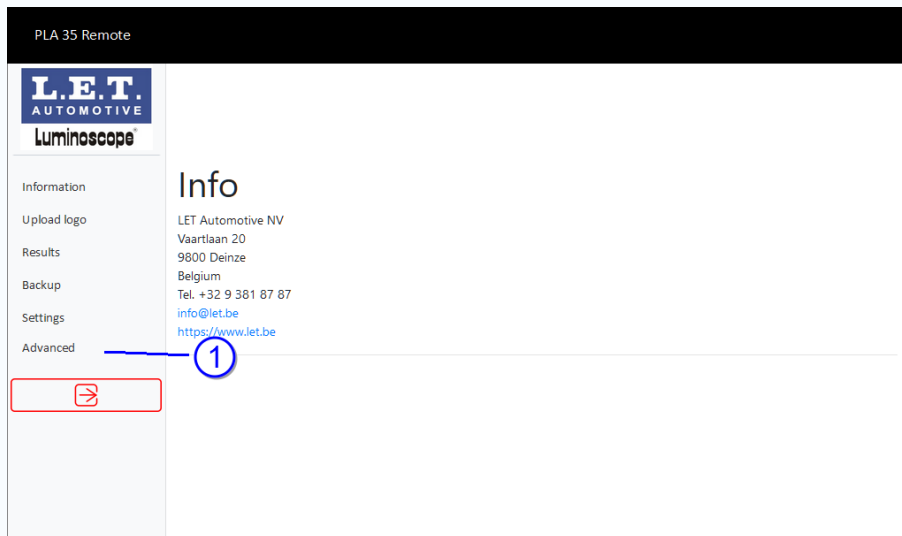 PLA 35 Remote
L.E.T.
AUTOMOTIVE
Luminoscope®
Information
Upload logo
Results
Backup
Settings
Advanced
Info
LET Automotive NV
Vaartlaan 20
9800 Deinze
Belgium
Tel. +32 9 381 87 87
info@let.be
https://www.let.be
1